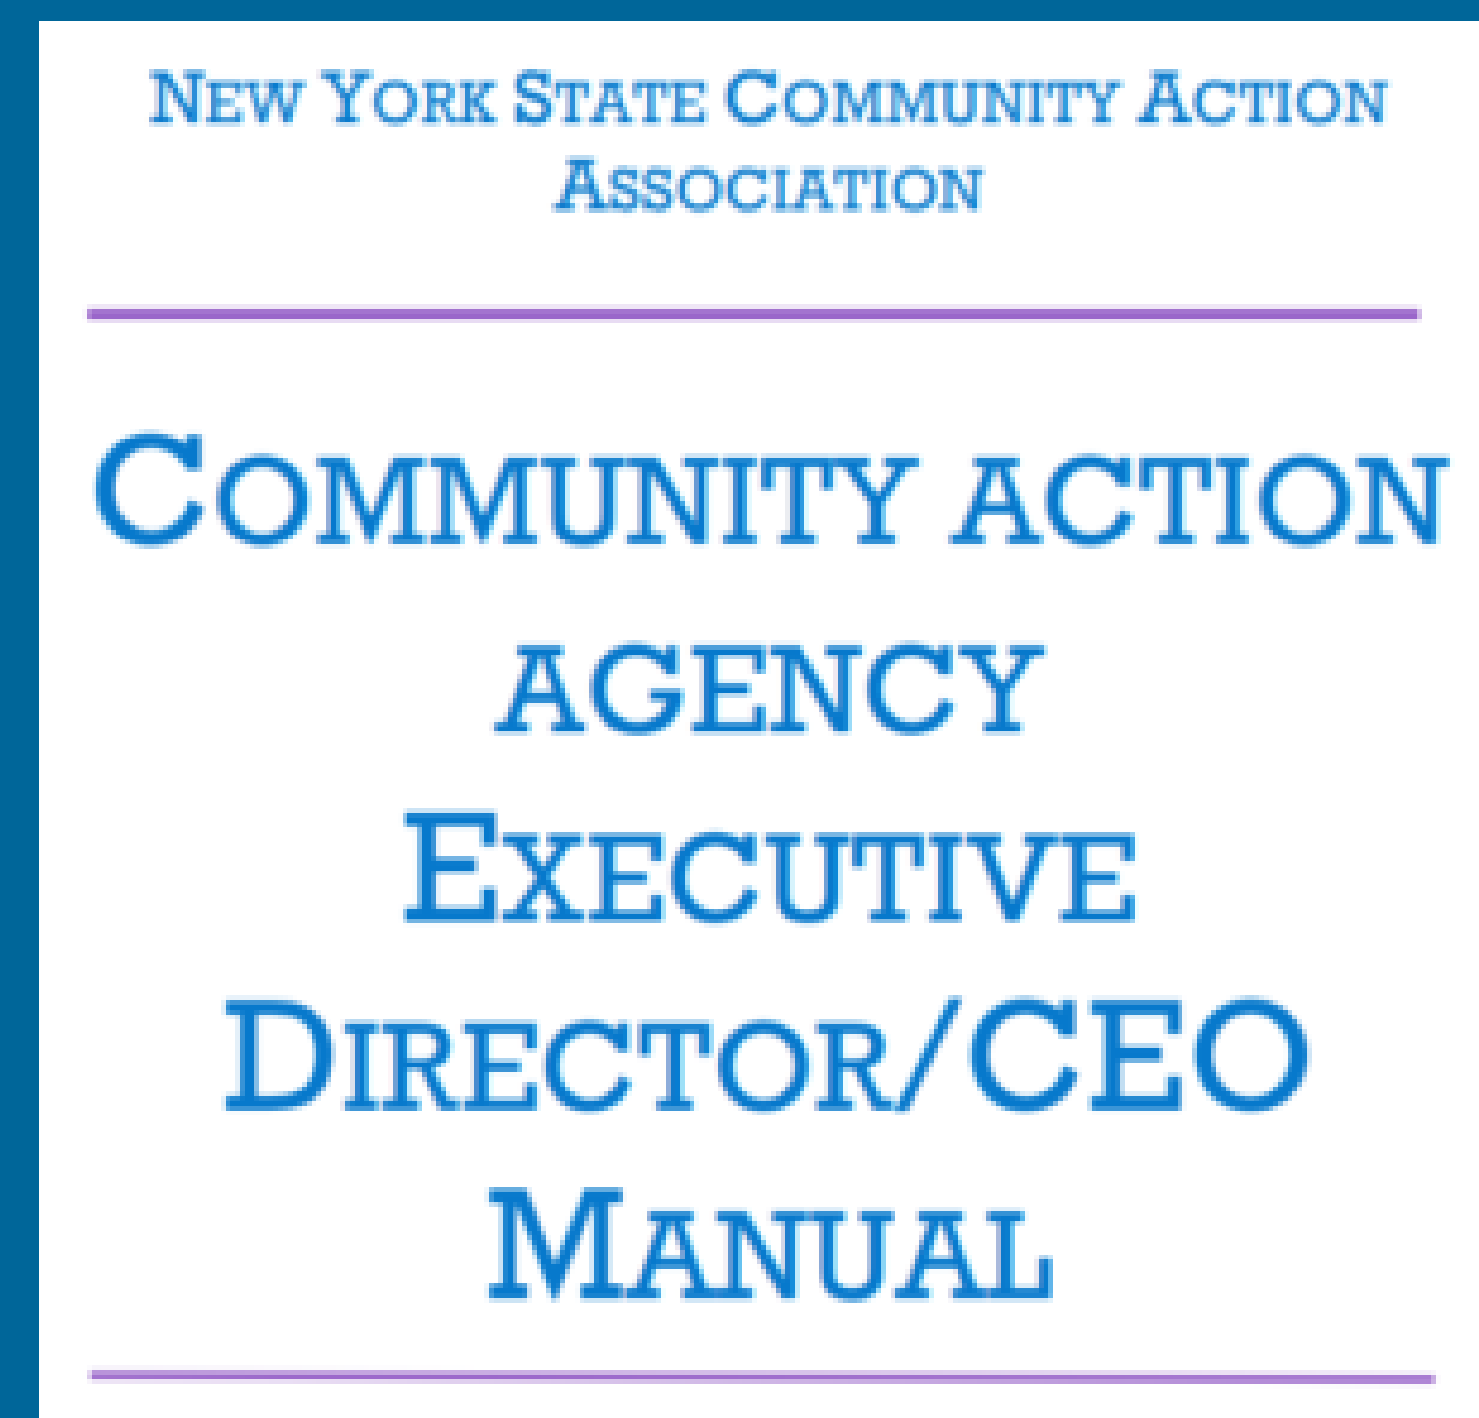 New York State Community Action
Association
Community action
agency
Executive
Director/CEO
Manual